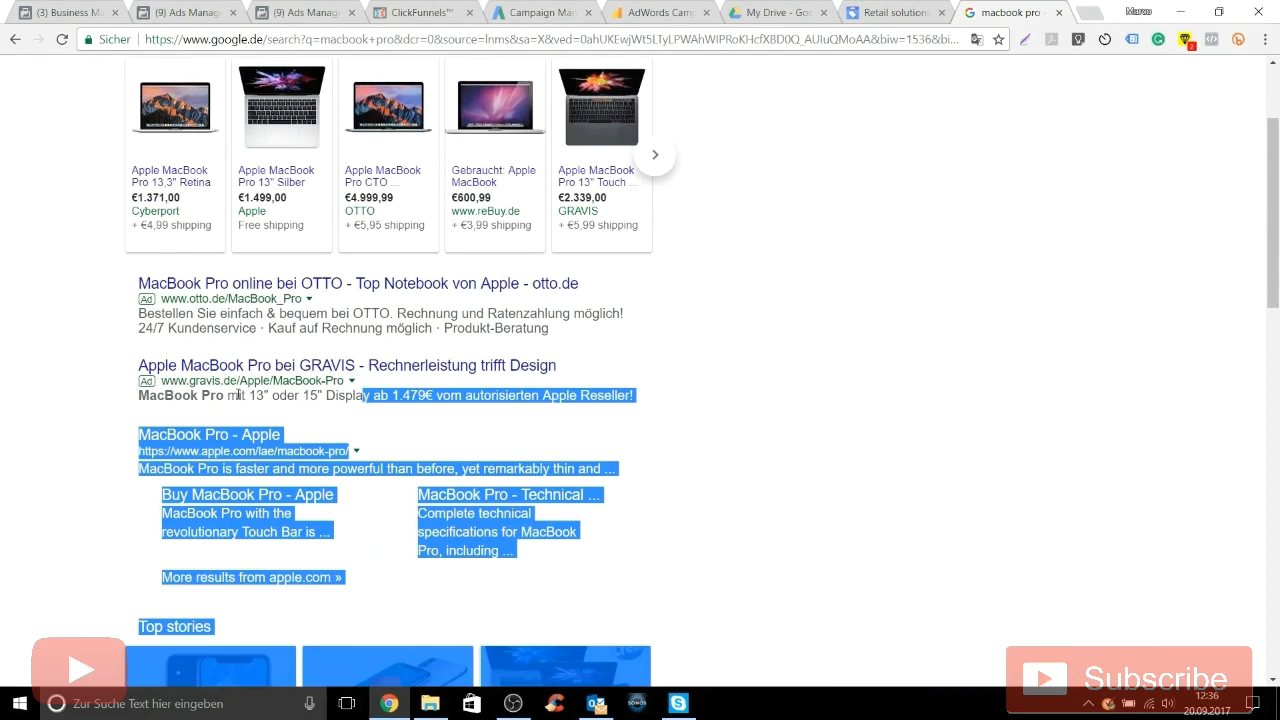 (3) Business M
(9) Ads Manage
(9) Ads Manage
ClickFunnels™
Campaign Man
AdWords Cam
My Drive - Goo
Retail solutions
macbook pro -
Marco
Sicher
https://www.google.de/search?q=macbook+pro&dcr=0&source=lnms&sa=X&ved=0ahUKEwjWt5LTyLPWAhWIPRoKHcfXBD0Q_AUIuQMoAA&biw=1536&bi...
Apple MacBook Pro 13,3" Retina
€1.371,00
Cyberport
+ €4,99 shipping
Apple MacBook Pro 13" Silber
€1.499,00
Apple
Free shipping
Apple MacBook Pro CTO ...
€4.999,99
OTTO
+ €5,95 shipping
Gebraucht: Apple MacBook
€600,99
www.reBuy.de
+ €3,99 shipping
Apple MacBook Pro 13" Touch ...
€2.339,00
GRAVIS
+ €5,99 shipping
MacBook Pro online bei OTTO - Top Notebook von Apple - otto.de
Ad www.otto.de/MacBook_Pro
Bestellen Sie einfach & bequem bei OTTO. Rechnung und Ratenzahlung möglich!
24/7 Kundenservice · Kauf auf Rechnung möglich · Produkt-Beratung
Apple MacBook Pro bei GRAVIS - Rechnerleistung trifft Design
Ad www.gravis.de/Apple/MacBook-Pro
MacBook Pro mit 13" oder 15" Display ab 1.479€ vom autorisierten Apple Reseller!
MacBook Pro - Apple
https://www.apple.com/lae/macbook-pro/
MacBook Pro is faster and more powerful than before, yet remarkably thin and ...
Buy MacBook Pro - Apple
MacBook Pro with the
revolutionary Touch Bar is ...
MacBook Pro - Technical ...
Complete technical
specifications for MacBook
Pro, including ...
More results from apple.com »
Top stories
Subscribe
Zur Suche Text hier eingeben
SONOS
12:36
20.09.2017